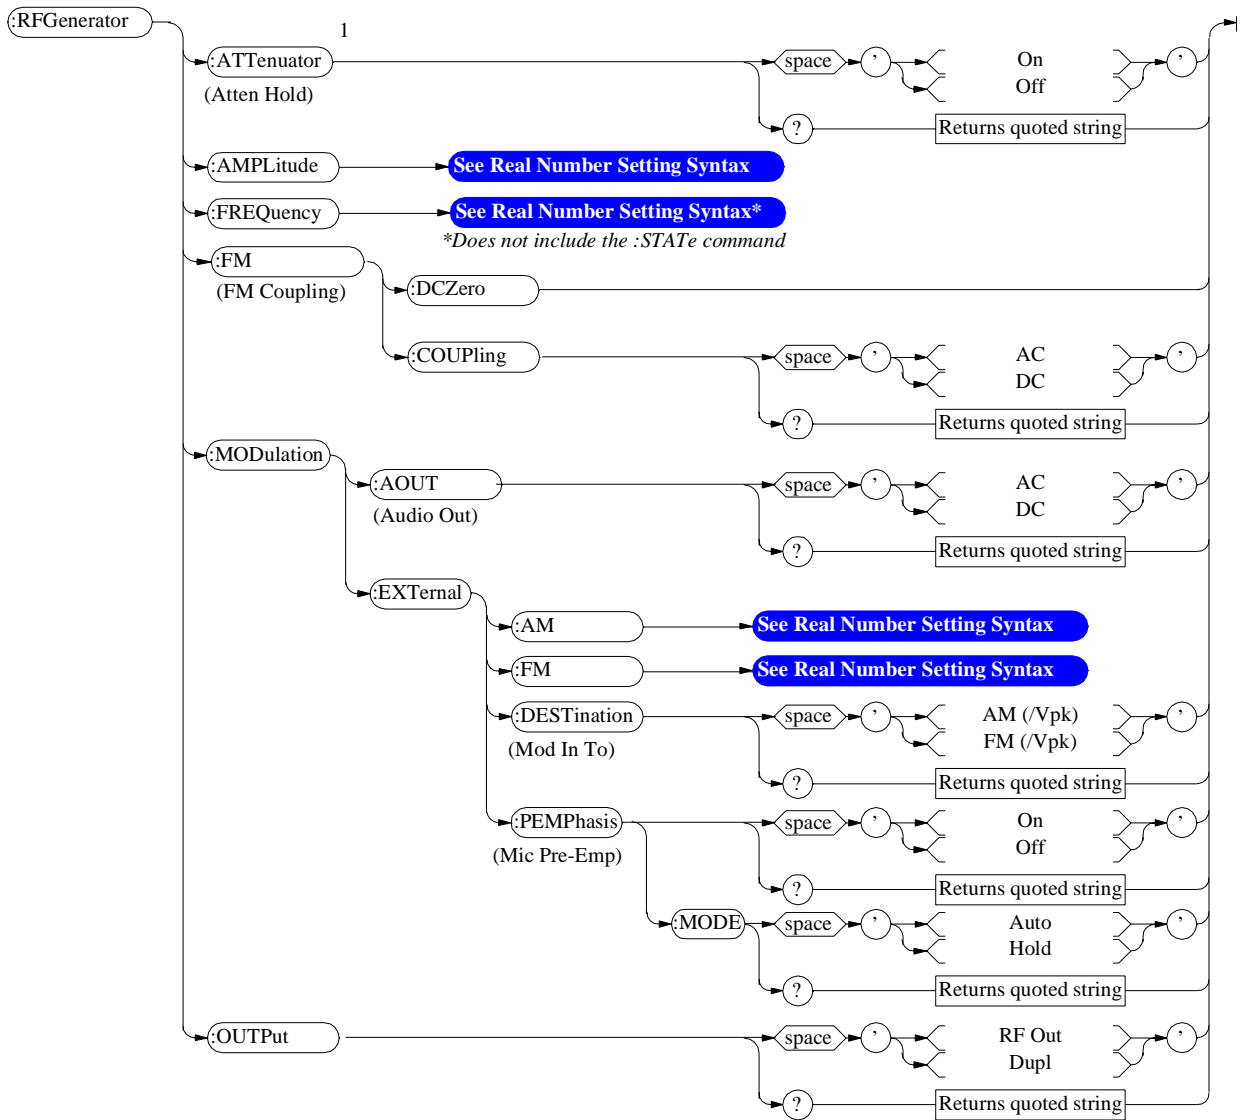 :RFGenerator
1
:ATTenuator space ’ On ’
(Atten Hold) Off
? Returns quoted string
:AMPLitude See Real Number Setting Syntax
:FREQuency See Real Number Setting Syntax*
*Does not include the :STATe command
:FM
(FM Coupling) :DCZero
:COUPling space ’ AC ’
DC
? Returns quoted string
:MODulation
:AOUT space ’ AC ’
(Audio Out) DC
? Returns quoted string
:EXTernal
:AM See Real Number Setting Syntax
:FM See Real Number Setting Syntax
:DESTination space ’ AM (/Vpk) ’
(Mod In To) FM (/Vpk)
? Returns quoted string
:PEMPhasis space ’ On ’
(Mic Pre-Emp) Off
? Returns quoted string
:MODE space ’ Auto ’
Hold
? Returns quoted string
:OUTPut space ’ RF Out ’
Dupl
? Returns quoted string